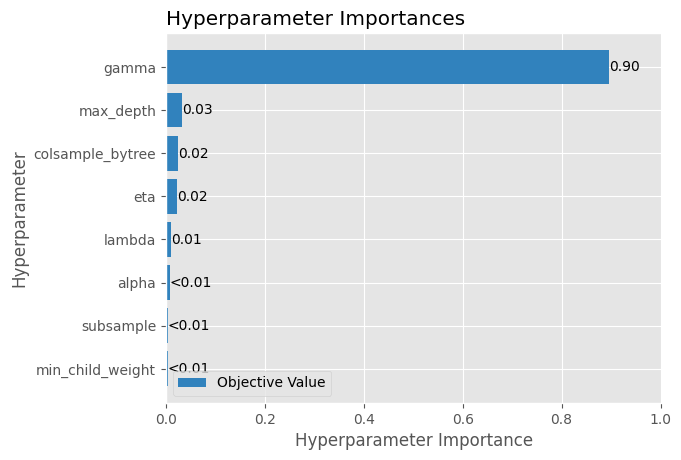 Hyperparameter Importances
Hyperparameter
gamma 0.90
max_depth 0.03
colsample_bytree 0.02
eta 0.02
lambda 0.01
alpha <0.01
subsample <0.01
min_child_weight <0.01
Objective Value
0.0 0.2 0.4 0.6 0.8 1.0
Hyperparameter Importance